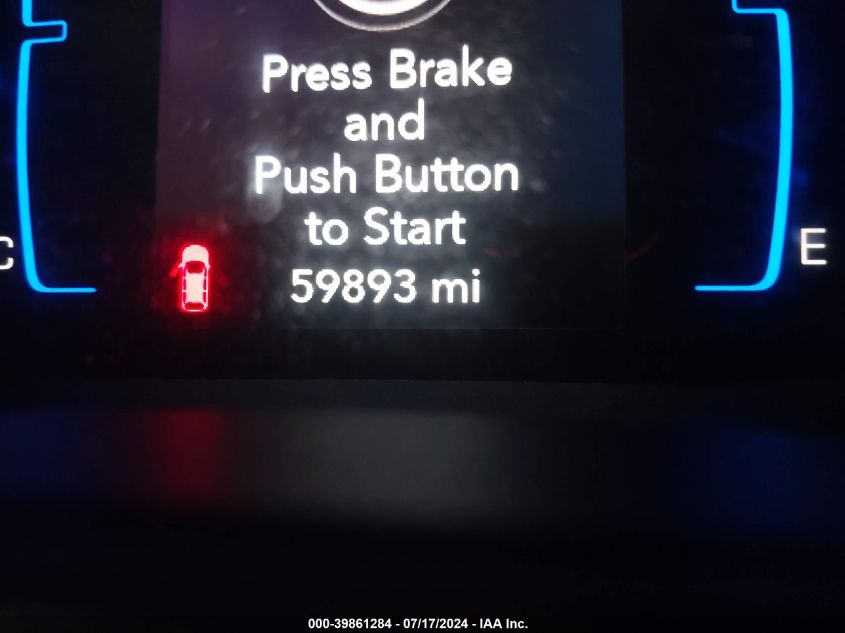 Press Brake
and
Push Button
to Start
59893 mi
C
E
000-39861284 - 07/17/2024 - IAA Inc.